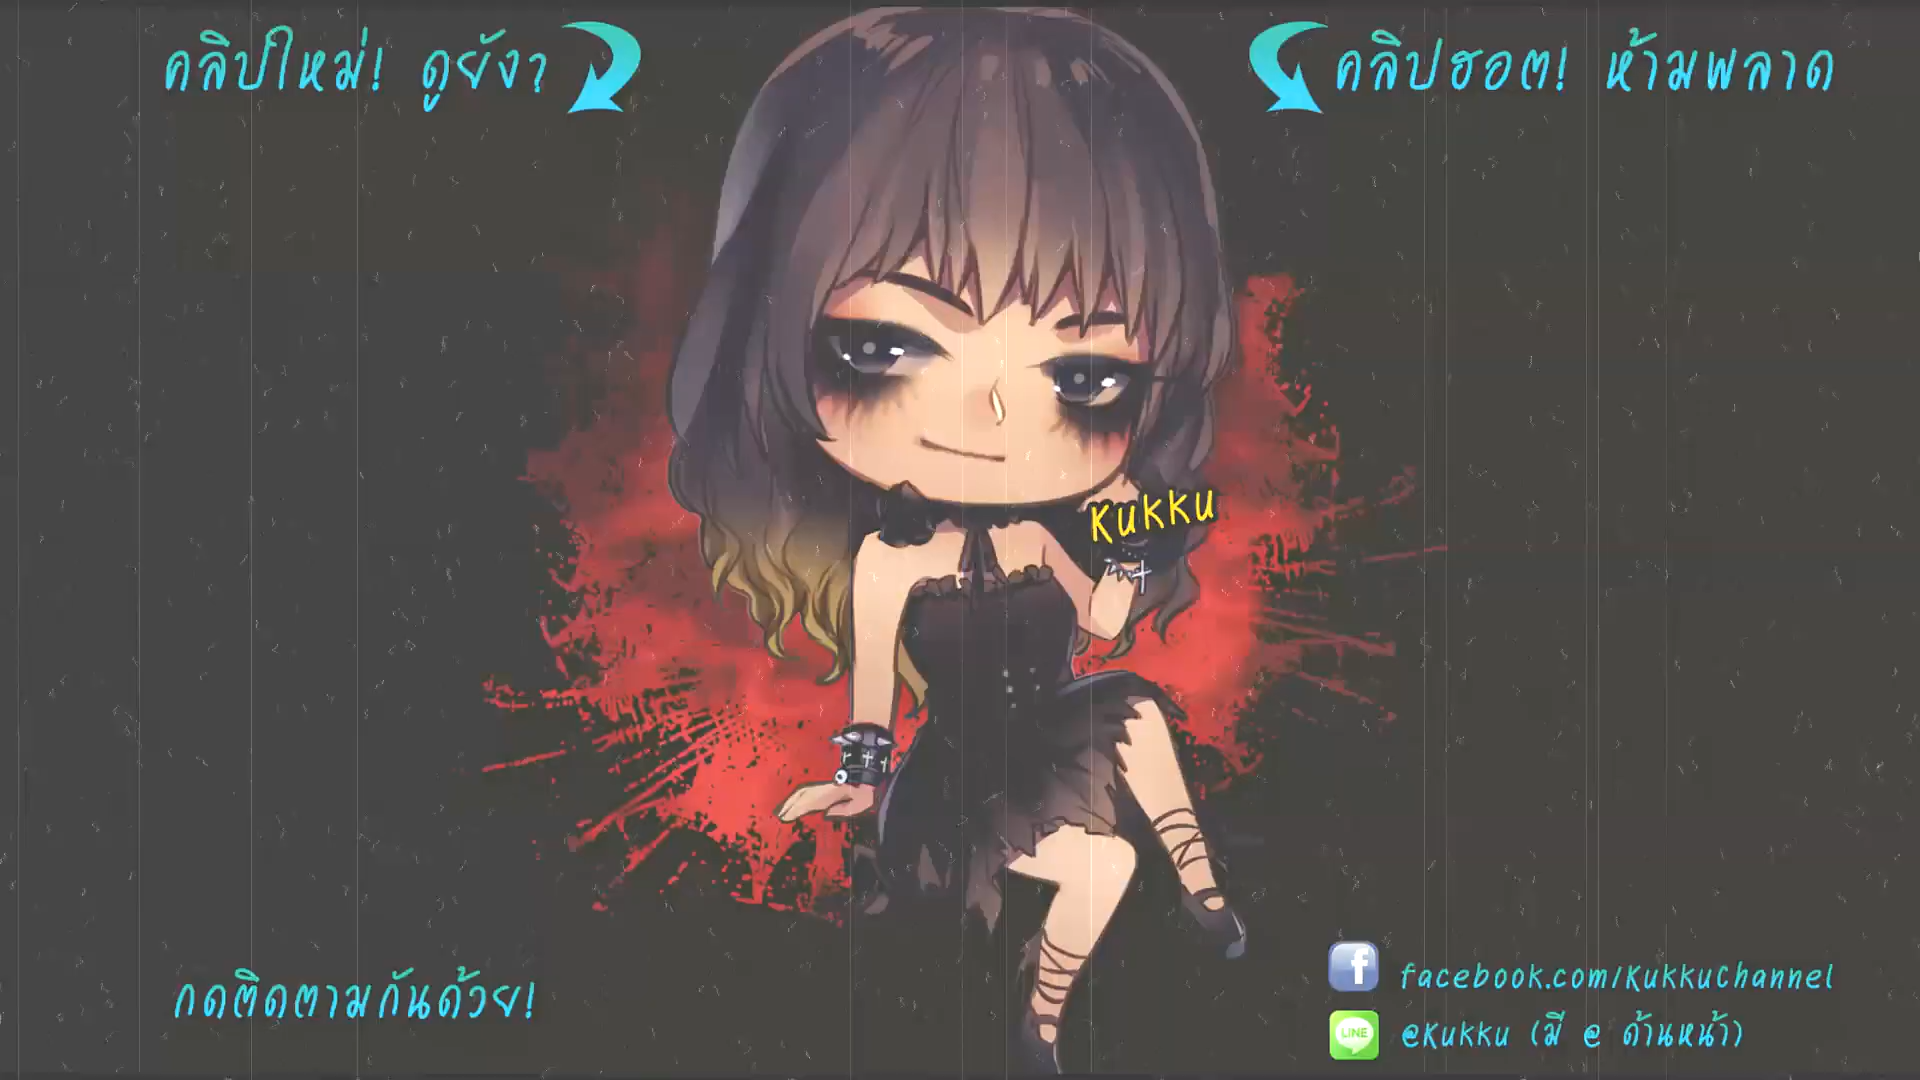 คลิปใหม่! ดูยัง?
คลิปฮอต! ห้ามพลาด
Kukku
กดติดตามกันด้วย!
f facebook.com/KukkuChannel
LINE @Kukku (มี @ ด้านหน้า)